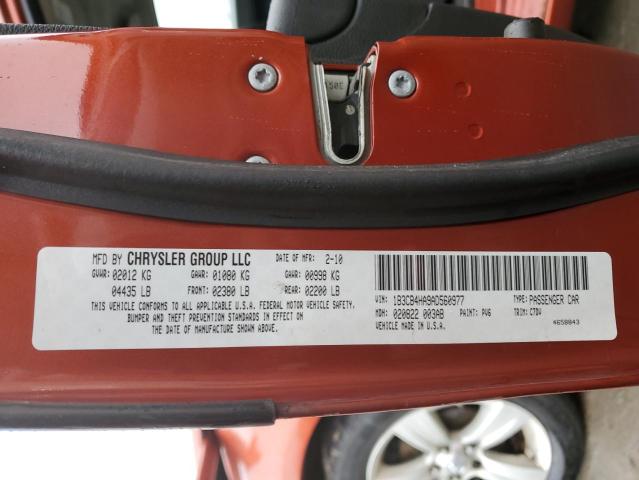 150E
MFD BY CHRYSLER GROUP LLC DATE OF MFR: 2-10
GVWR: 02012 KG GAWR: 01080 KG GAWR: 00998 KG
04435 LB FRONT: 02380 LB REAR: 02200 LB
THIS VEHICLE CONFORMS TO ALL APPLICABLE U.S.A. FEDERAL MOTOR VEHICLE SAFETY,
BUMPER AND THEFT PREVENTION STANDARDS IN EFFECT ON
THE DATE OF MANUFACTURE SHOWN ABOVE.
VIN: 1B3CB4HA9AD560977 TYPE: PASSENGER CAR
MDH: 020822 003AB PAINT: PV6 TRIM: C7DV
VEHICLE MADE IN U.S.A. 4658843